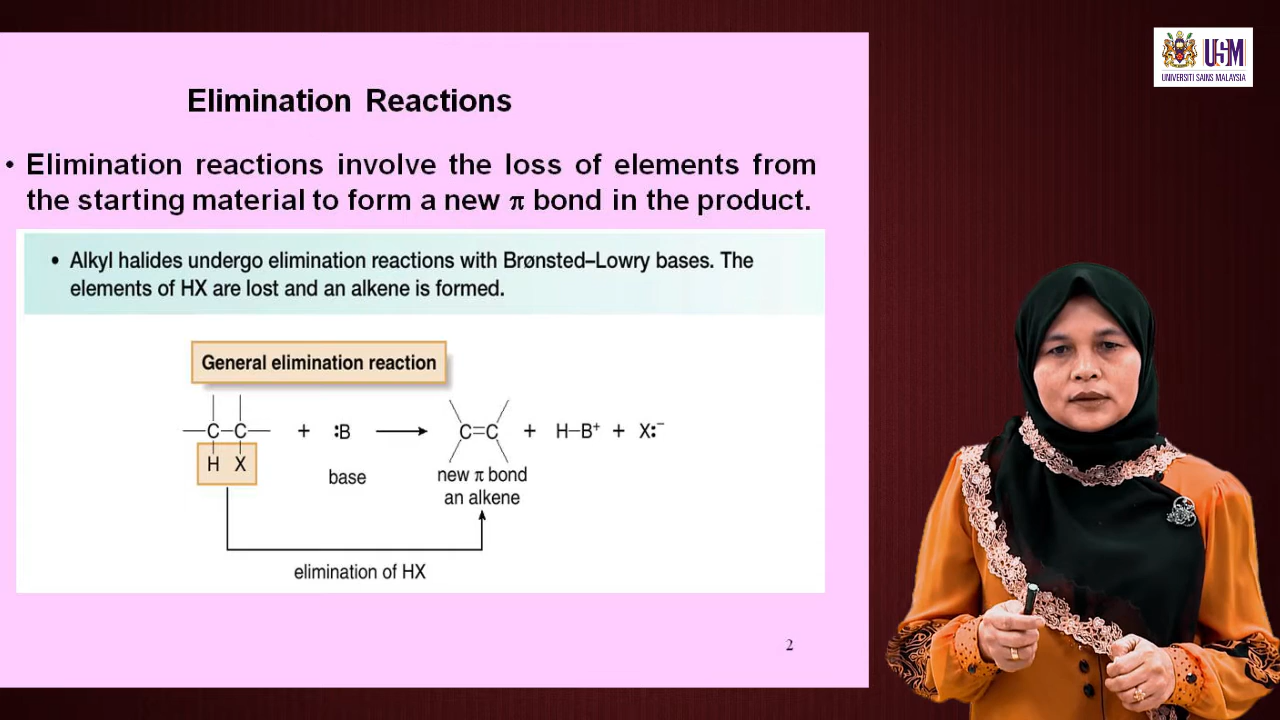 USM
UNIVERSITI SAINS MALAYSIA
Elimination Reactions
• Elimination reactions involve the loss of elements from
the starting material to form a new π bond in the product.
• Alkyl halides undergo elimination reactions with Brønsted–Lowry bases. The
elements of HX are lost and an alkene is formed.
General elimination reaction
C–C + :B → C=C + H–B⁺ + X:⁻
H X
base
new π bond
an alkene
elimination of HX
2